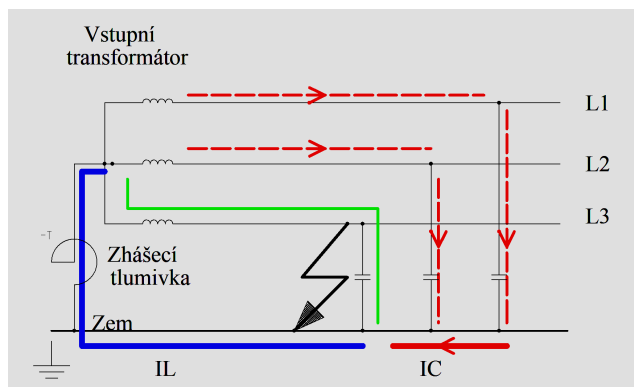 Vstupní
transformátor
L1
L2
L3
-T
Zhášecí
tlumivka
Zem
IL
IC